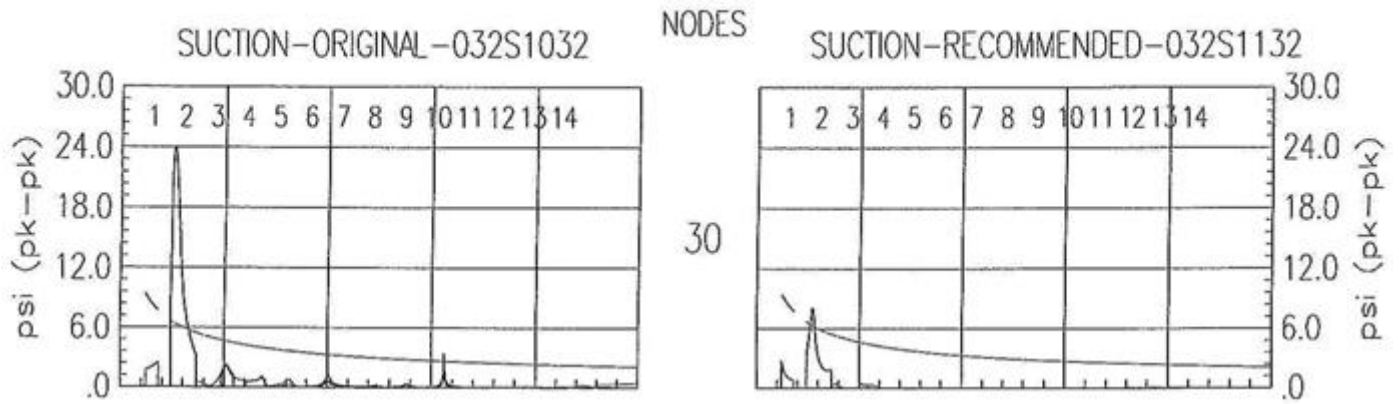 NODES
SUCTION-ORIGINAL-032S1032
30.0
24.0
18.0
12.0
6.0
.0
psi (pk-pk)
1 2 3 4 5 6 7 8 9 10 11 12 13 14
30
SUCTION-RECOMMENDED-032S1132
1 2 3 4 5 6 7 8 9 10 11 12 13 14
30.0
24.0
18.0
12.0
6.0
.0
psi (pk-pk)